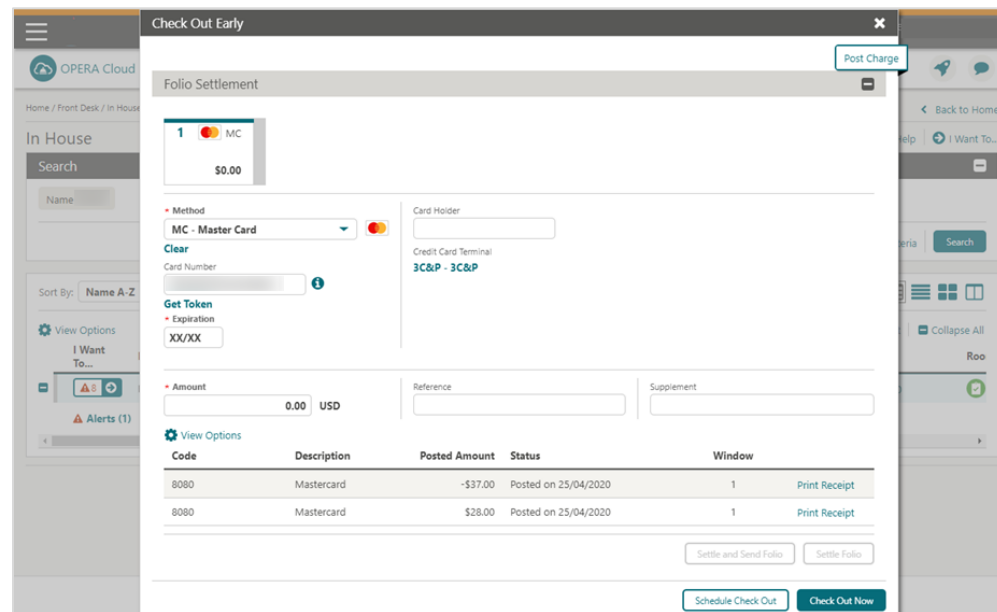 Check Out Early
Post Charge
OPERA Cloud
Folio Settlement
Home / Front Desk / In House
Back to Home
1 MC
$0.00
In House
Help
I Want To...
Search
Name
* Method
MC - Master Card
Clear
Card Number
Get Token
* Expiration
XX/XX
Card Holder
Credit Card Terminal
3C&P - 3C&P
Search
Sort By: Name A-Z
View Options
Collapse All
I Want To...
Roo
8
Alerts (1)
* Amount
0.00 USD
Reference
Supplement
View Options
Code Description Posted Amount Status Window
8080 Mastercard -$37.00 Posted on 25/04/2020 1 Print Receipt
8080 Mastercard $28.00 Posted on 25/04/2020 1 Print Receipt
Settle and Send Folio Settle Folio
Schedule Check Out Check Out Now